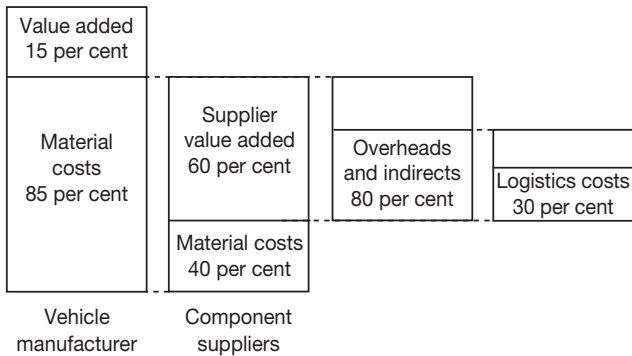 Value added
15 per cent
Material
costs
85 per cent
Vehicle
manufacturer
Supplier
value added
60 per cent
Material costs
40 per cent
Component
suppliers
Overheads
and indirects
80 per cent
Logistics costs
30 per cent